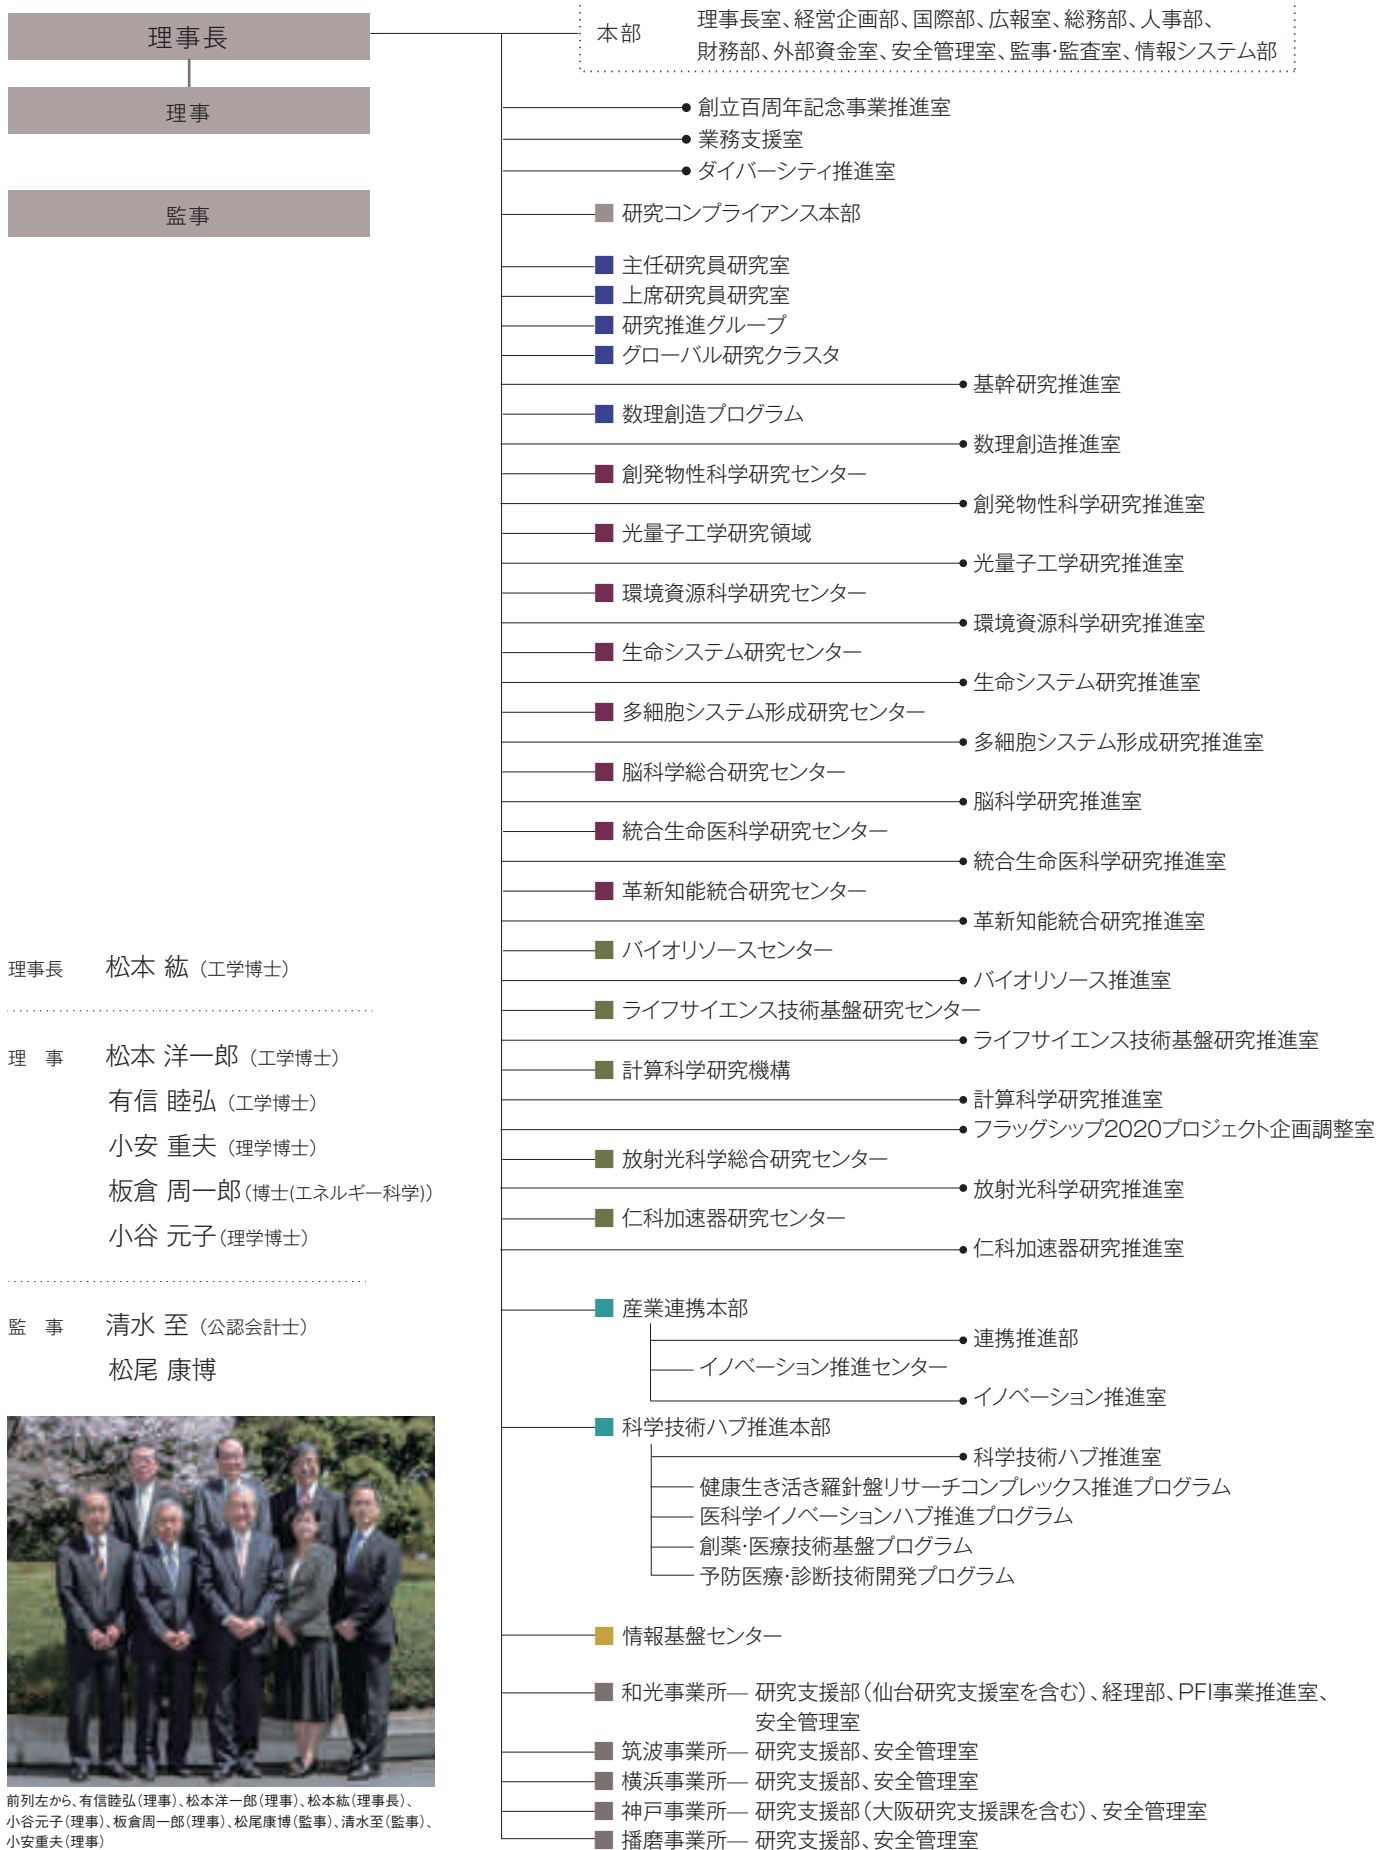 理事長
理事
監事
本部
理事長室、経営企画部、国際部、広報室、総務部、人事部、
財務部、外部資金室、安全管理室、監事・監査室、情報システム部
創立百周年記念事業推進室
業務支援室
ダイバーシティ推進室
研究コンプライアンス本部
主任研究員研究室
上席研究員研究室
研究推進グループ
グローバル研究クラスタ
基幹研究推進室
数理創造プログラム
数理創造推進室
創発物性科学研究センター
創発物性科学研究推進室
光量子工学研究領域
光量子工学研究推進室
環境資源科学研究センター
環境資源科学研究推進室
生命システム研究センター
生命システム研究推進室
多細胞システム形成研究センター
多細胞システム形成研究推進室
脳科学総合研究センター
脳科学研究推進室
統合生命医科学研究センター
統合生命医科学研究推進室
革新知能統合研究センター
革新知能統合研究推進室
バイオリソースセンター
バイオリソース推進室
ライフサイエンス技術基盤研究センター
ライフサイエンス技術基盤研究推進室
計算科学研究機構
計算科学研究推進室
フラッグシップ2020プロジェクト企画調整室
放射光科学総合研究センター
放射光科学研究推進室
仁科加速器研究センター
仁科加速器研究推進室
産業連携本部
連携推進部
イノベーション推進センター
イノベーション推進室
科学技術ハブ推進本部
科学技術ハブ推進室
健康生き活き羅針盤リサーチコンプレックス推進プログラム
医科学イノベーションハブ推進プログラム
創薬・医療技術基盤プログラム
予防医療・診断技術開発プログラム
情報基盤センター
和光事業所— 研究支援部（仙台研究支援室を含む）、経理部、PFI事業推進室、
安全管理室
筑波事業所— 研究支援部、安全管理室
横浜事業所— 研究支援部、安全管理室
神戸事業所— 研究支援部（大阪研究支援課を含む）、安全管理室
播磨事業所— 研究支援部、安全管理室
理事長 松本 紘（工学博士）
理 事 松本 洋一郎（工学博士）
有信 睦弘（工学博士）
小安 重夫（理学博士）
板倉 周一郎（博士(エネルギー科学)）
小谷 元子（理学博士）
監 事 清水 至（公認会計士）
松尾 康博
前列左から、有信睦弘（理事）、松本洋一郎（理事）、松本紘（理事長）、
小谷元子（理事）、板倉周一郎（理事）、松尾康博（監事）、清水至（監事）、
小安重夫（理事）